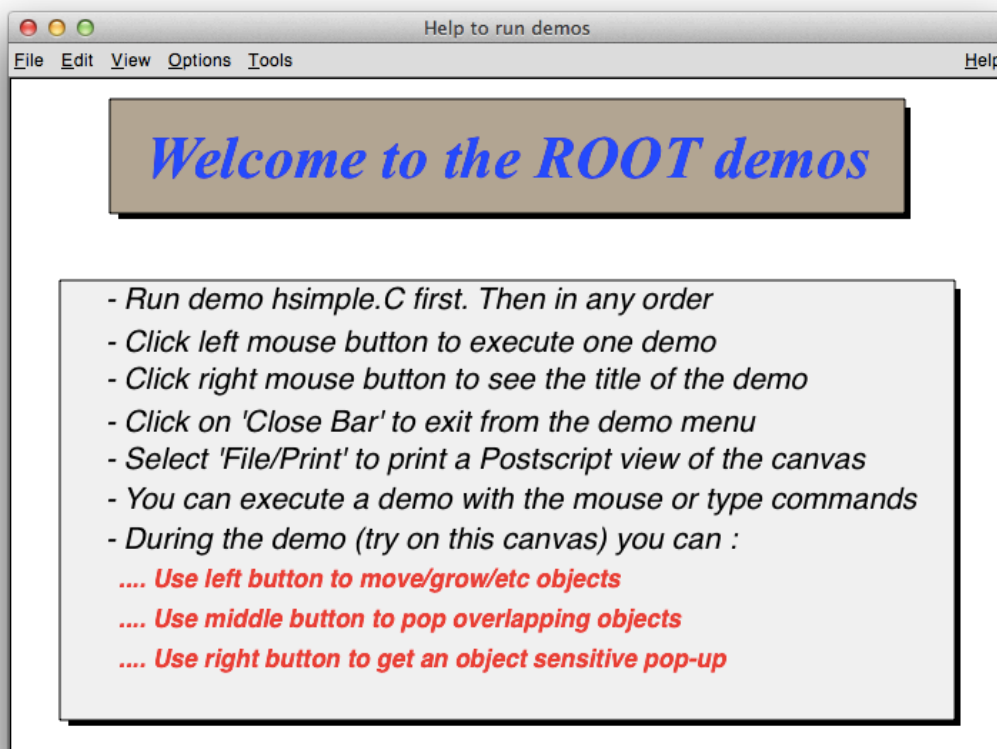 Help to run demos
File Edit View Options Tools Help
Welcome to the ROOT demos
- Run demo hsimple.C first. Then in any order
- Click left mouse button to execute one demo
- Click right mouse button to see the title of the demo
- Click on 'Close Bar' to exit from the demo menu
- Select 'File/Print' to print a Postscript view of the canvas
- You can execute a demo with the mouse or type commands
- During the demo (try on this canvas) you can :
.... Use left button to move/grow/etc objects
.... Use middle button to pop overlapping objects
.... Use right button to get an object sensitive pop-up